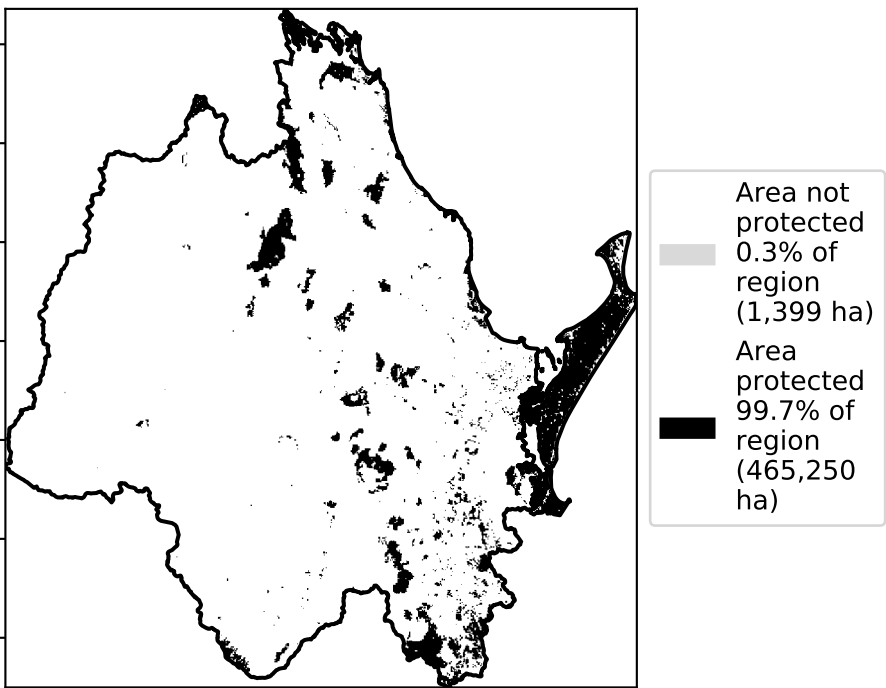 Area not
protected
0.3% of
region
(1,399 ha)
Area
protected
99.7% of
region
(465,250
ha)